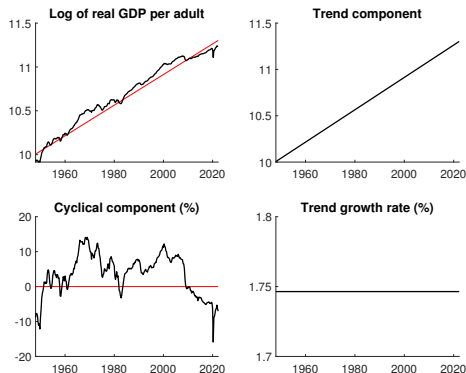 Log of real GDP per adult
11.5
11
10.5
10
1960 1980 2000 2020
Trend component
11.5
11
10.5
10
1960 1980 2000 2020
Cyclical component (%)
20
10
0
-10
-20
1960 1980 2000 2020
Trend growth rate (%)
1.8
1.75
1.7
1960 1980 2000 2020